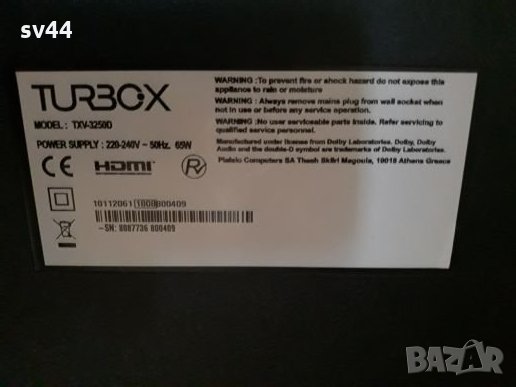 sv44
TURBOX
MODEL : TXV-3250D
POWER SUPPLY : 220-240V ~ 50Hz. 65W
CE HDMI R
10112061 1808 800409
-SN: 8087736 800409
WARNING :To prevent fire or shock hazard do not expose this
appliance to rain or moisture
WARNING : Always remove mains plug from wall socket when
not in use or before any service operation.
WARNING :No user serviceable parts inside. Refer servicing to
qualified service personnel.
Manufactured under license from Dolby Laboratories. Dolby, Dolby
Audio and the double-D symbol are trademarks of Dolby Laboratories.
Plaisio Computers SA Thesh Skliri Magoula, 19018 Athens Greece
BAZAR